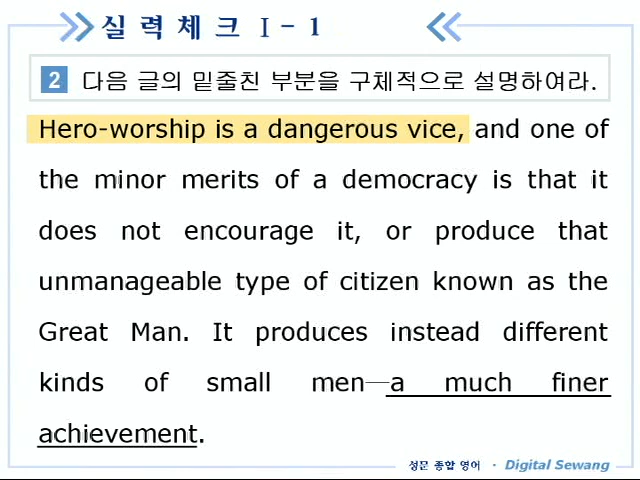 실력체크 I - 1
2 다음 글의 밑줄친 부분을 구체적으로 설명하여라.
Hero-worship is a dangerous vice, and one of
the minor merits of a democracy is that it
does not encourage it, or produce that
unmanageable type of citizen known as the
Great Man. It produces instead different
kinds of small men—a much finer
achievement.
성문 종합 영어 · Digital Sewang